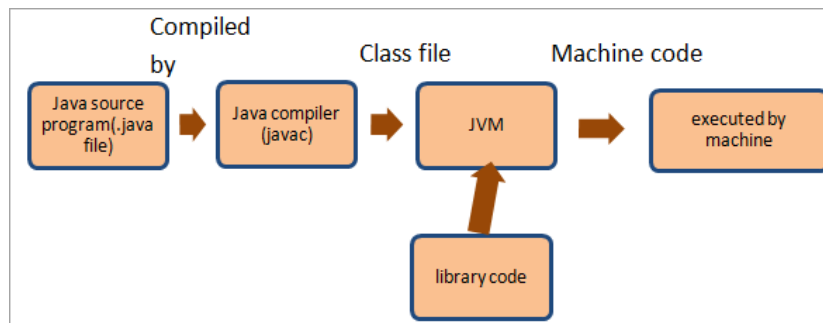 Compiled
by
Class file
Machine code
Java source
program(.java
file)
Java compiler
(javac)
JVM
executed by
machine
library code